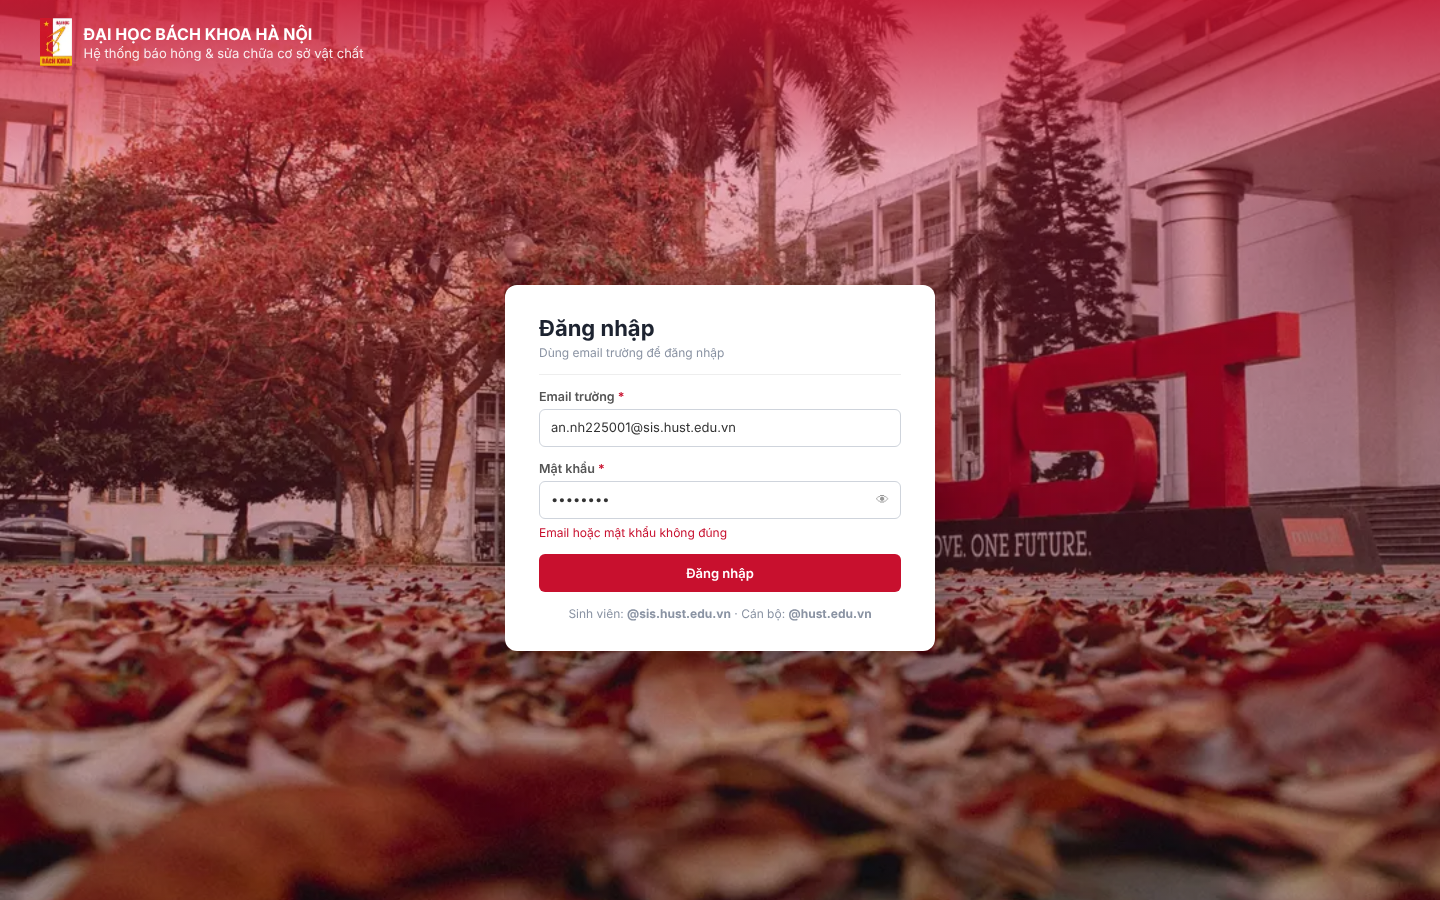 ĐẠI HỌC BÁCH KHOA HÀ NỘI
Hệ thống báo hỏng & sửa chữa cơ sở vật chất
BÁCH KHOA
Đăng nhập
Dùng email trường để đăng nhập
Email trường *
an.nh225001@sis.hust.edu.vn
Mật khẩu *
••••••••
Email hoặc mật khẩu không đúng
Đăng nhập
Sinh viên: @sis.hust.edu.vn · Cán bộ: @hust.edu.vn
UST
OVE. ONE FUTURE.